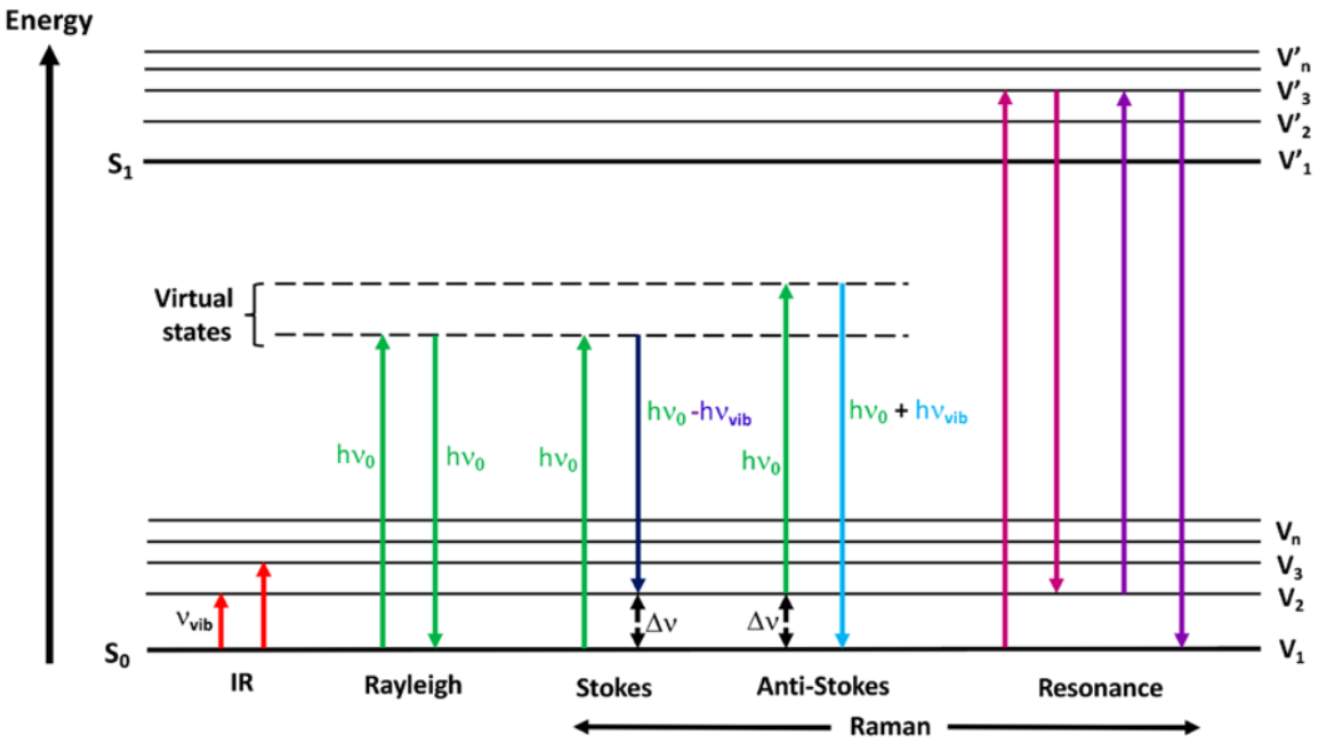 Energy
V'n
V'3
V'2
S1 V'1
Virtual
states
hν0 -hνvib hν0 + hνvib
hν0 hν0 hν0 hν0
Vn
V3
V2
νvib Δν Δν
S0 V1
IR Rayleigh Stokes Anti-Stokes Resonance
Raman